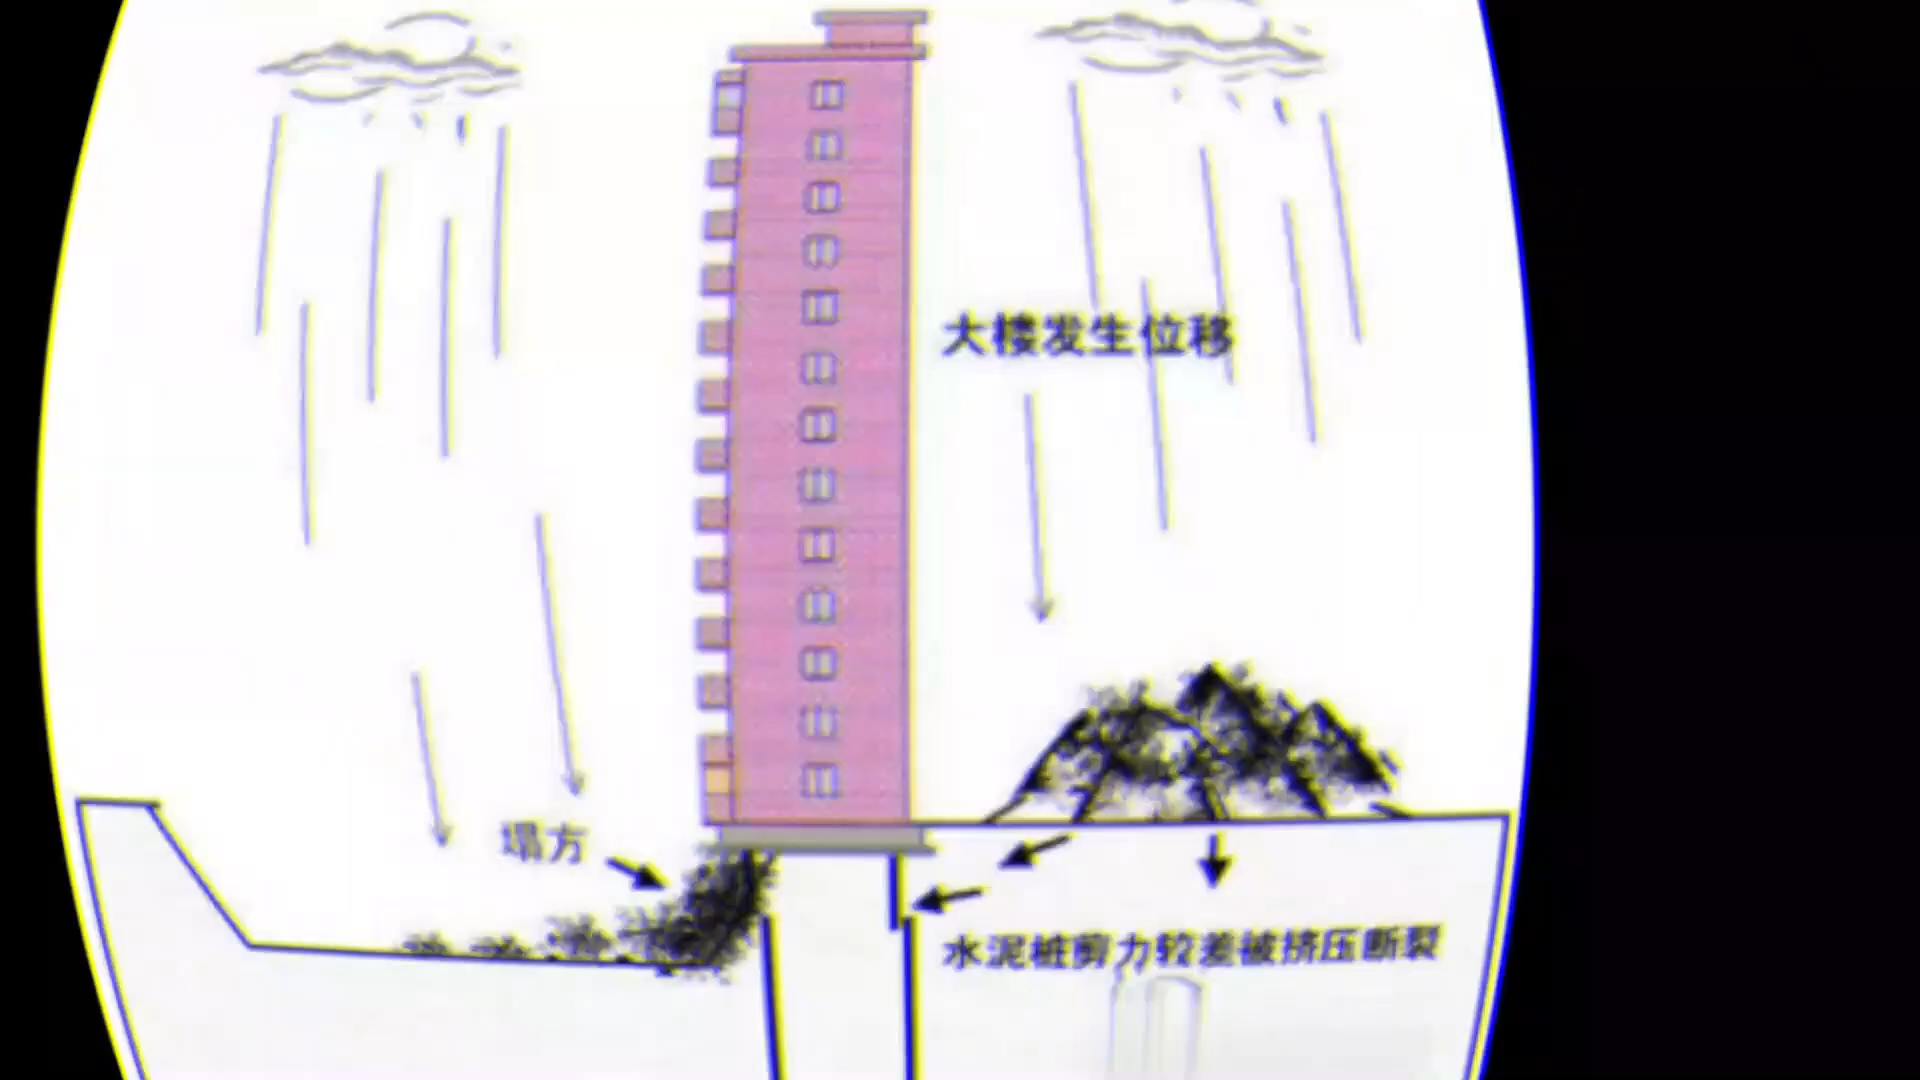 大楼发生位移
塌方
水泥桩剪力较差被挤压断裂